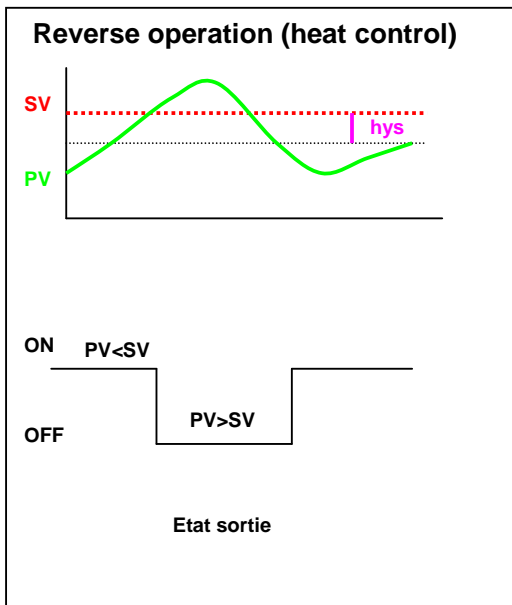 Reverse operation (heat control)
SV
hys
PV
ON
PV<SV
PV>SV
OFF
Etat sortie